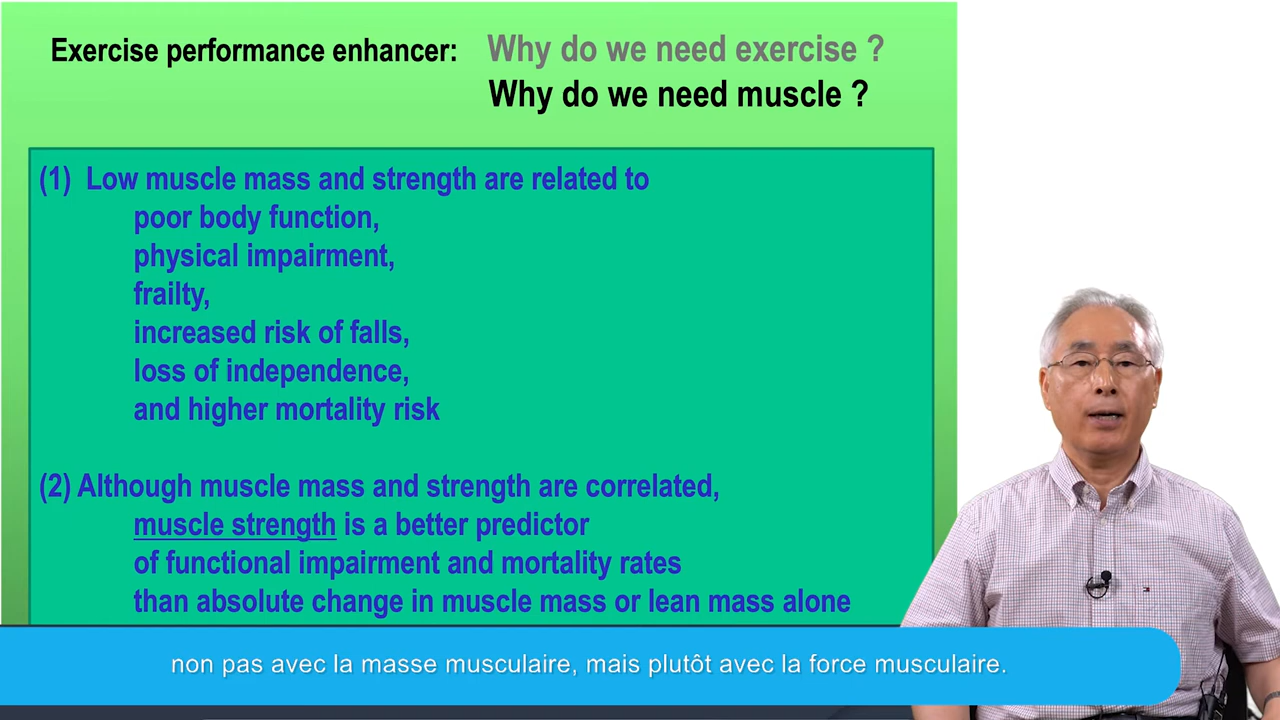 Exercise performance enhancer: Why do we need exercise ?
Why do we need muscle ?
(1) Low muscle mass and strength are related to
poor body function,
physical impairment,
frailty,
increased risk of falls,
loss of independence,
and higher mortality risk
(2) Although muscle mass and strength are correlated,
muscle strength is a better predictor
of functional impairment and mortality rates
than absolute change in muscle mass or lean mass alone
non pas avec la masse musculaire, mais plutôt avec la force musculaire.